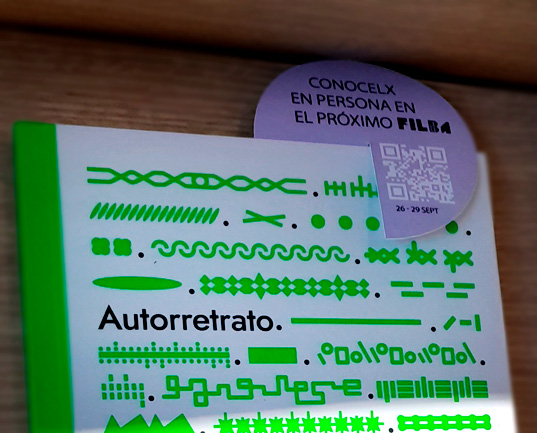 CONOCELX
EN PERSONA EN
EL PRÓXIMO FILBA
26 - 29 SEPT
Autorretrato.